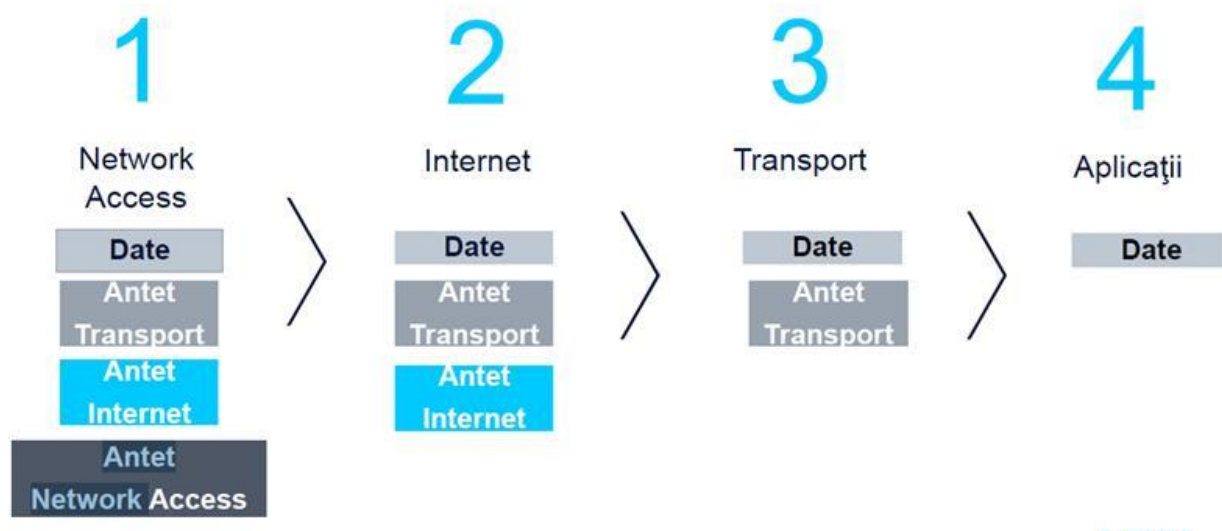 1
Network
Access
Date
Antet
Transport
Antet
Internet
Antet
Network Access
2
Internet
Date
Antet
Transport
Antet
Internet
3
Transport
Date
Antet
Transport
4
Aplicaţii
Date